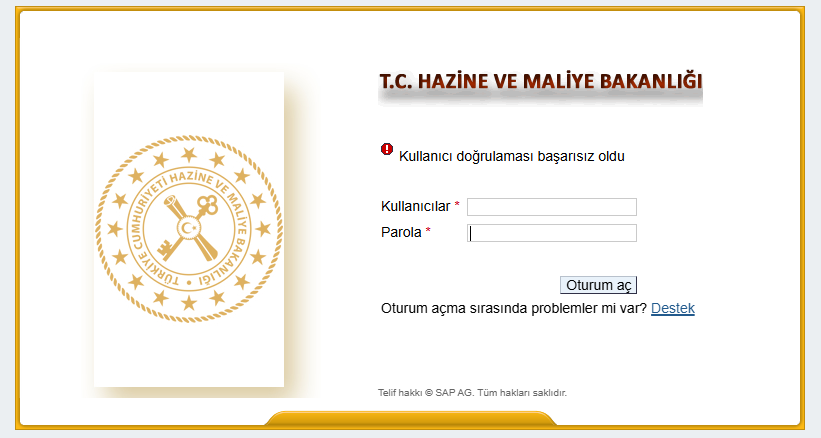 T.C. HAZİNE VE MALİYE BAKANLIĞI
TÜRKİYE CUMHURİYETİ HAZİNE VE MALİYE BAKANLIĞI
Kullanıcı doğrulaması başarısız oldu
Kullanıcılar *
Parola *
Oturum aç
Oturum açma sırasında problemler mi var? Destek
Telif hakkı © SAP AG. Tüm hakları saklıdır.